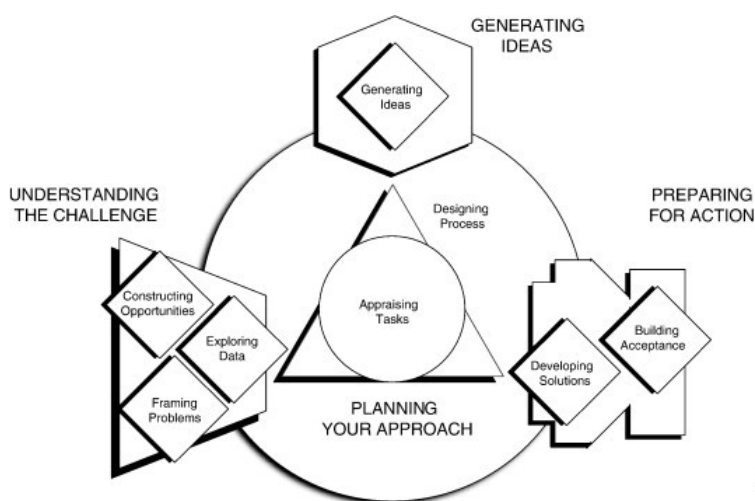 GENERATING
IDEAS
Generating
Ideas
UNDERSTANDING
THE CHALLENGE
PREPARING
FOR ACTION
Designing
Process
Constructing
Opportunities
Exploring
Data
Framing
Problems
Appraising
Tasks
Building
Acceptance
Developing
Solutions
PLANNING
YOUR APPROACH